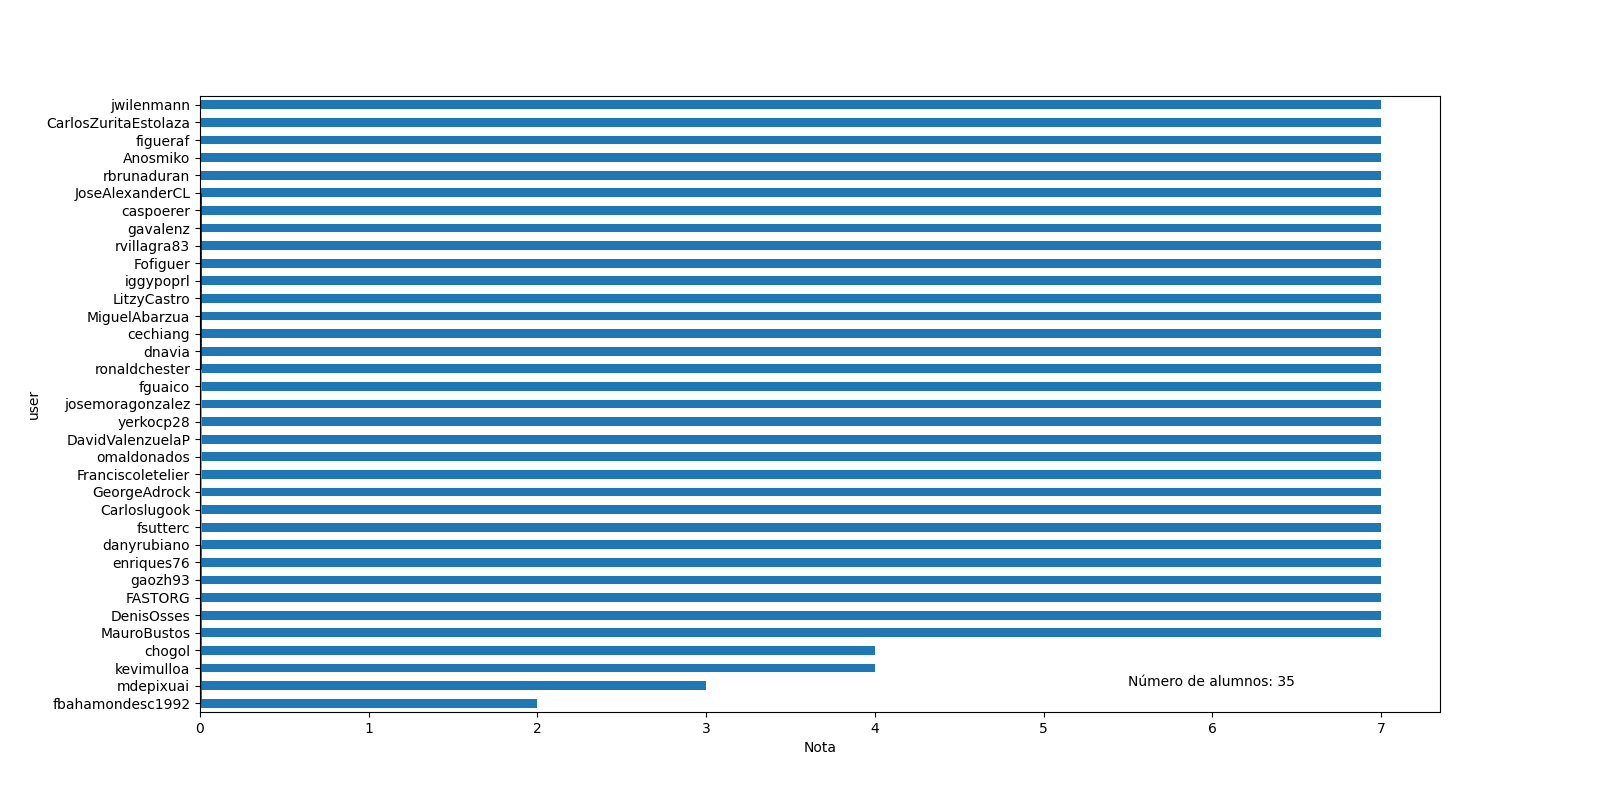 jwilenmann
CarlosZuritaEstolaza
figueraf
Anosmiko
rbrunaduran
JoseAlexanderCL
caspoerer
gavalenz
rvillagra83
Fofiguer
iggypoprl
LitzyCastro
MiguelAbarzua
cechiang
dnavia
ronaldchester
fguaico
josemoragonzalez
yerkocp28
DavidValenzuelaP
omaldonados
Franciscoletelier
GeorgeAdrock
Carloslugook
fsutterc
danyrubiano
enriques76
gaozh93
FASTORG
DenisOsses
MauroBustos
chogol
kevimulloa
mdepixuai
fbahamondesc1992
user
Número de alumnos: 35
0 1 2 3 4 5 6 7
Nota